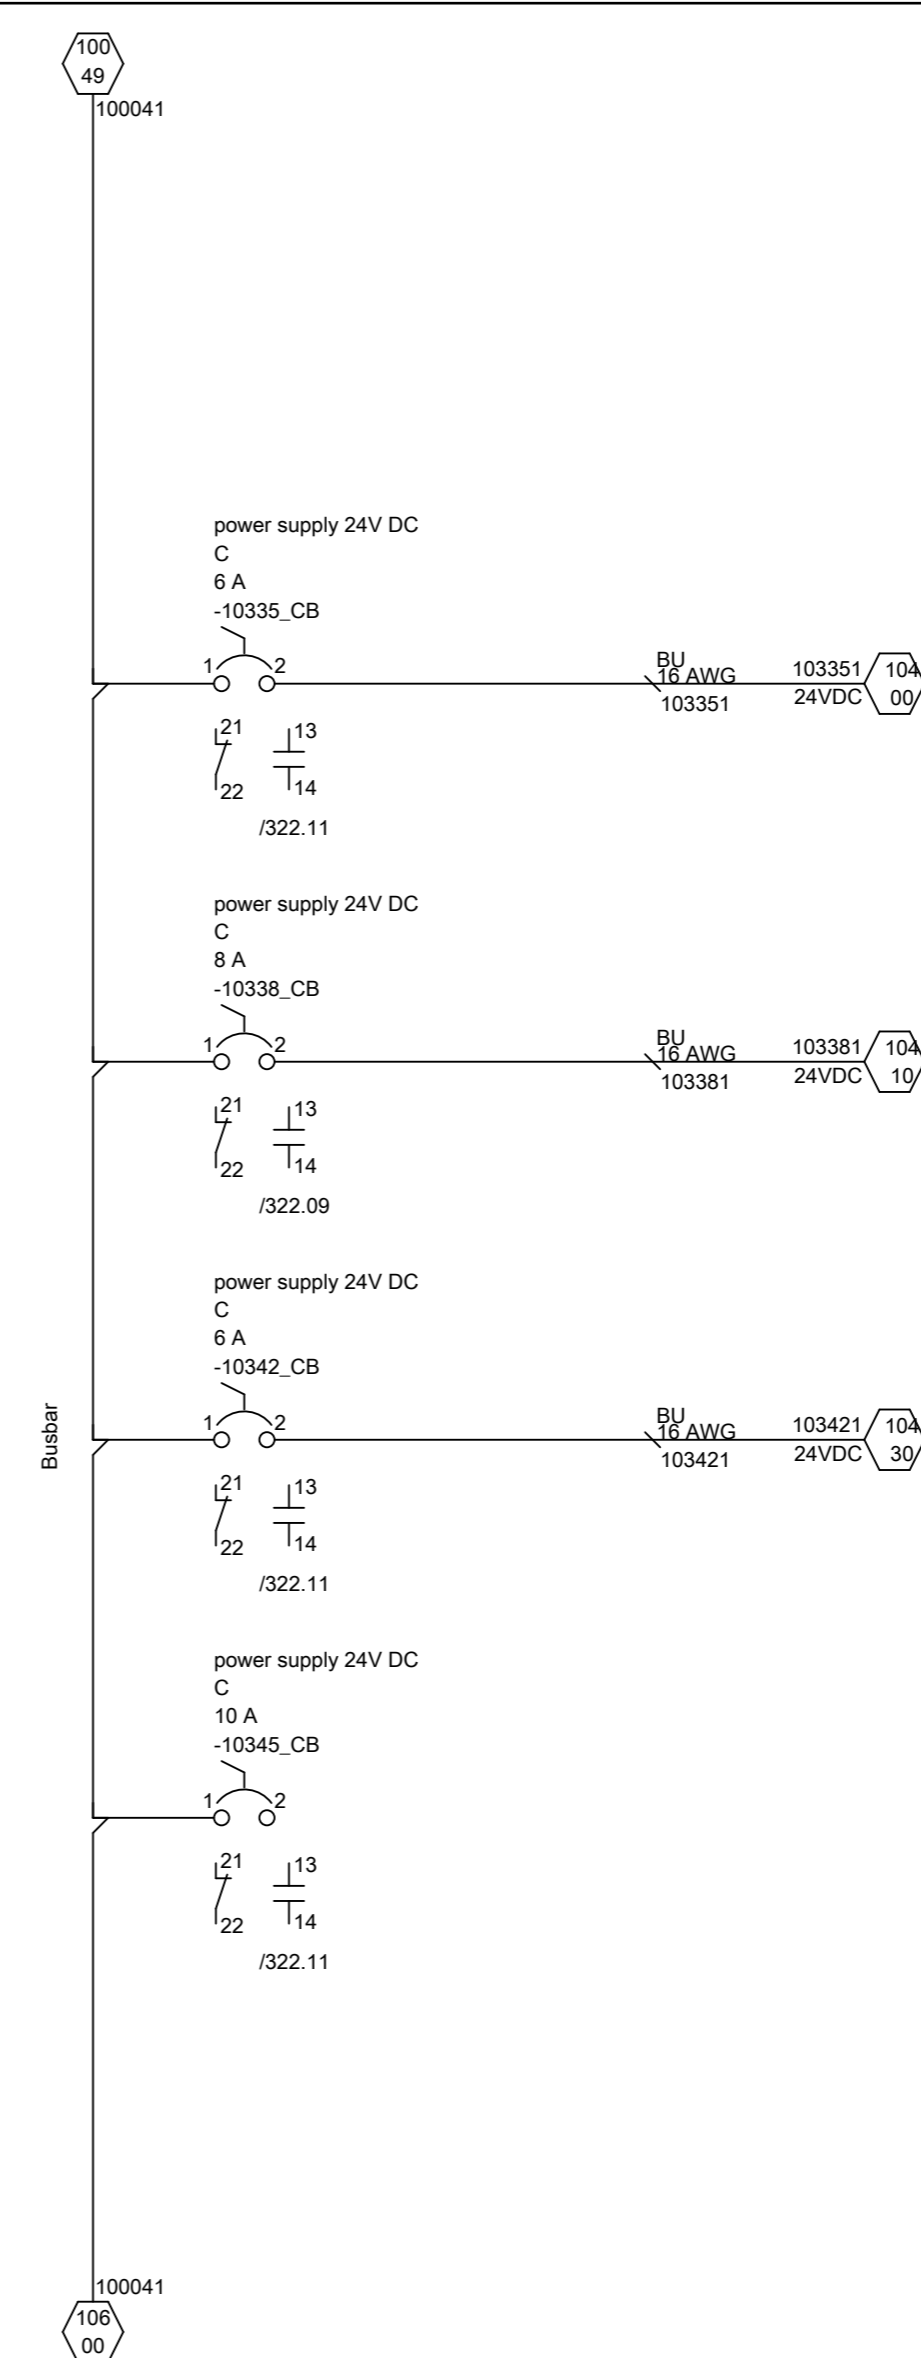 100
49
100041
power supply 24V DC
C
6 A
-10335_CB
1 2
BU
16 AWG
103351
103351
24VDC
104
00
21 13
22 14
/322.11
power supply 24V DC
C
8 A
-10338_CB
1 2
BU
16 AWG
103381
103381
24VDC
104
10
21 13
22 14
/322.09
power supply 24V DC
C
6 A
-10342_CB
Busbar
1 2
BU
16 AWG
103421
103421
24VDC
104
30
21 13
22 14
/322.11
power supply 24V DC
C
10 A
-10345_CB
1 2
21 13
22 14
/322.11
100041
106
00